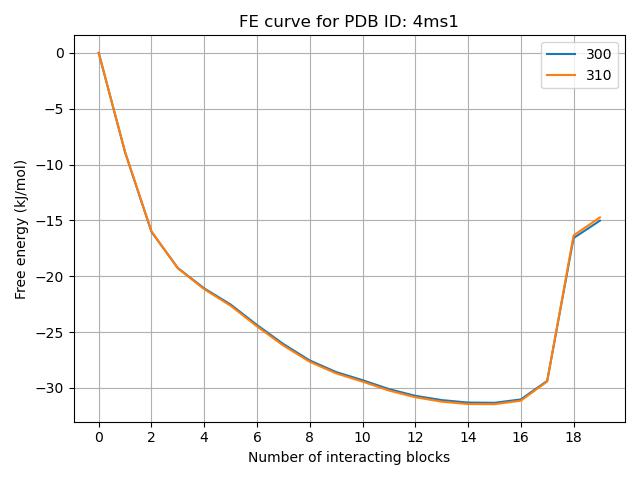 FE curve for PDB ID: 4ms1
300
310
Free energy (kJ/mol)
0
−5
−10
−15
−20
−25
−30
0 2 4 6 8 10 12 14 16 18
Number of interacting blocks